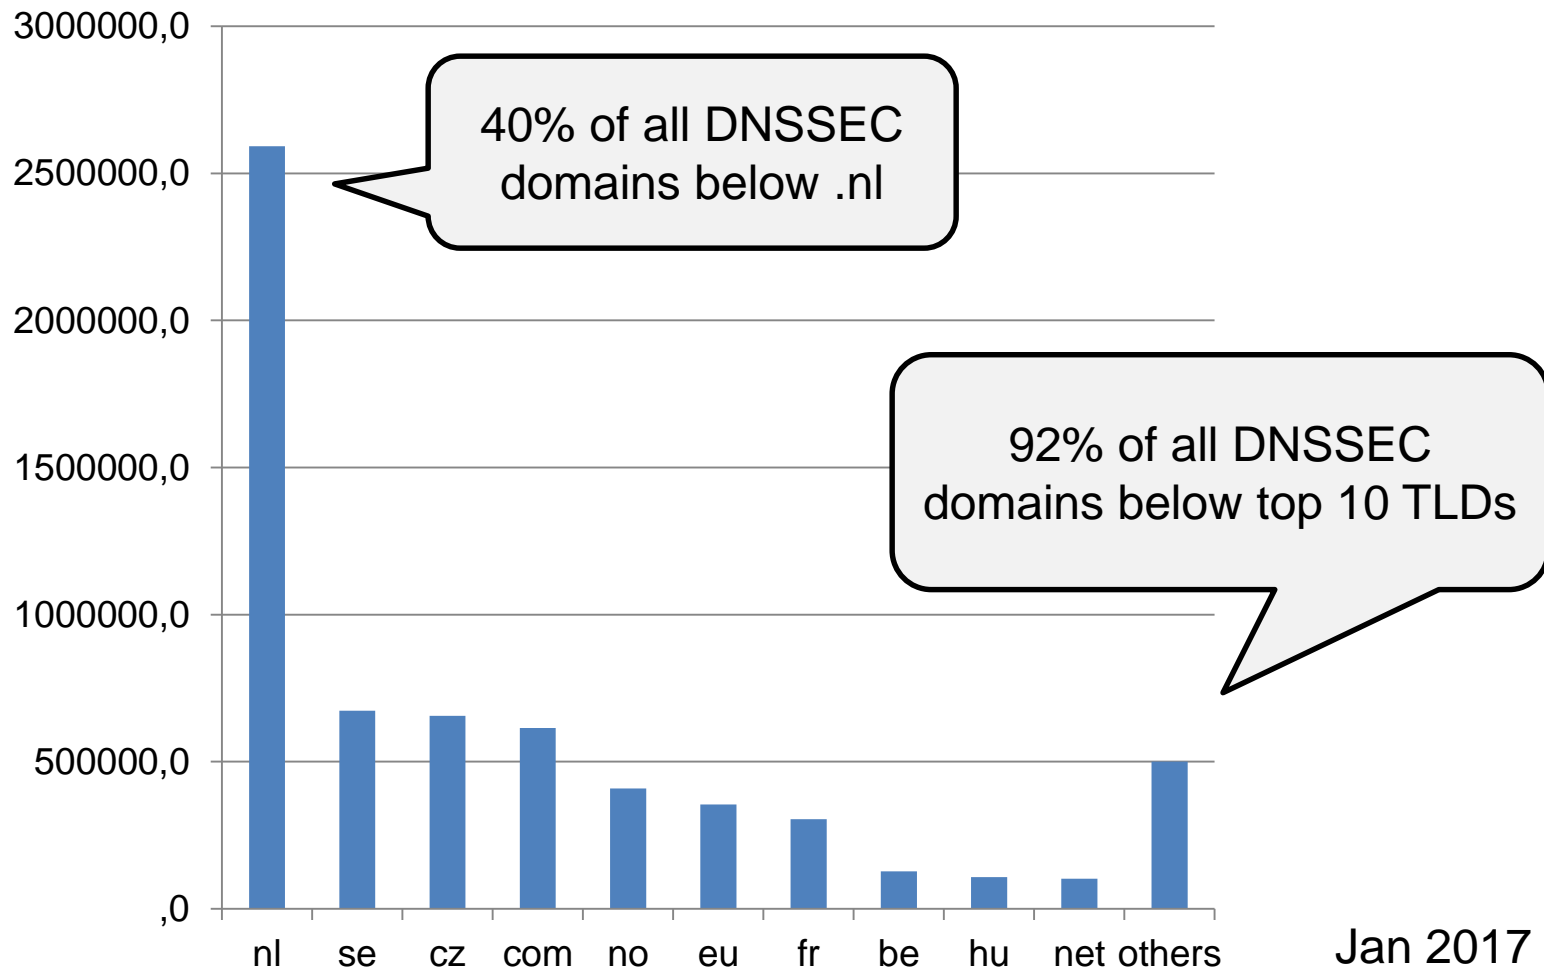 3000000,0
2500000,0
2000000,0
1500000,0
1000000,0
500000,0
,0
40% of all DNSSEC
domains below .nl
92% of all DNSSEC
domains below top 10 TLDs
nl se cz com no eu fr be hu net others
Jan 2017